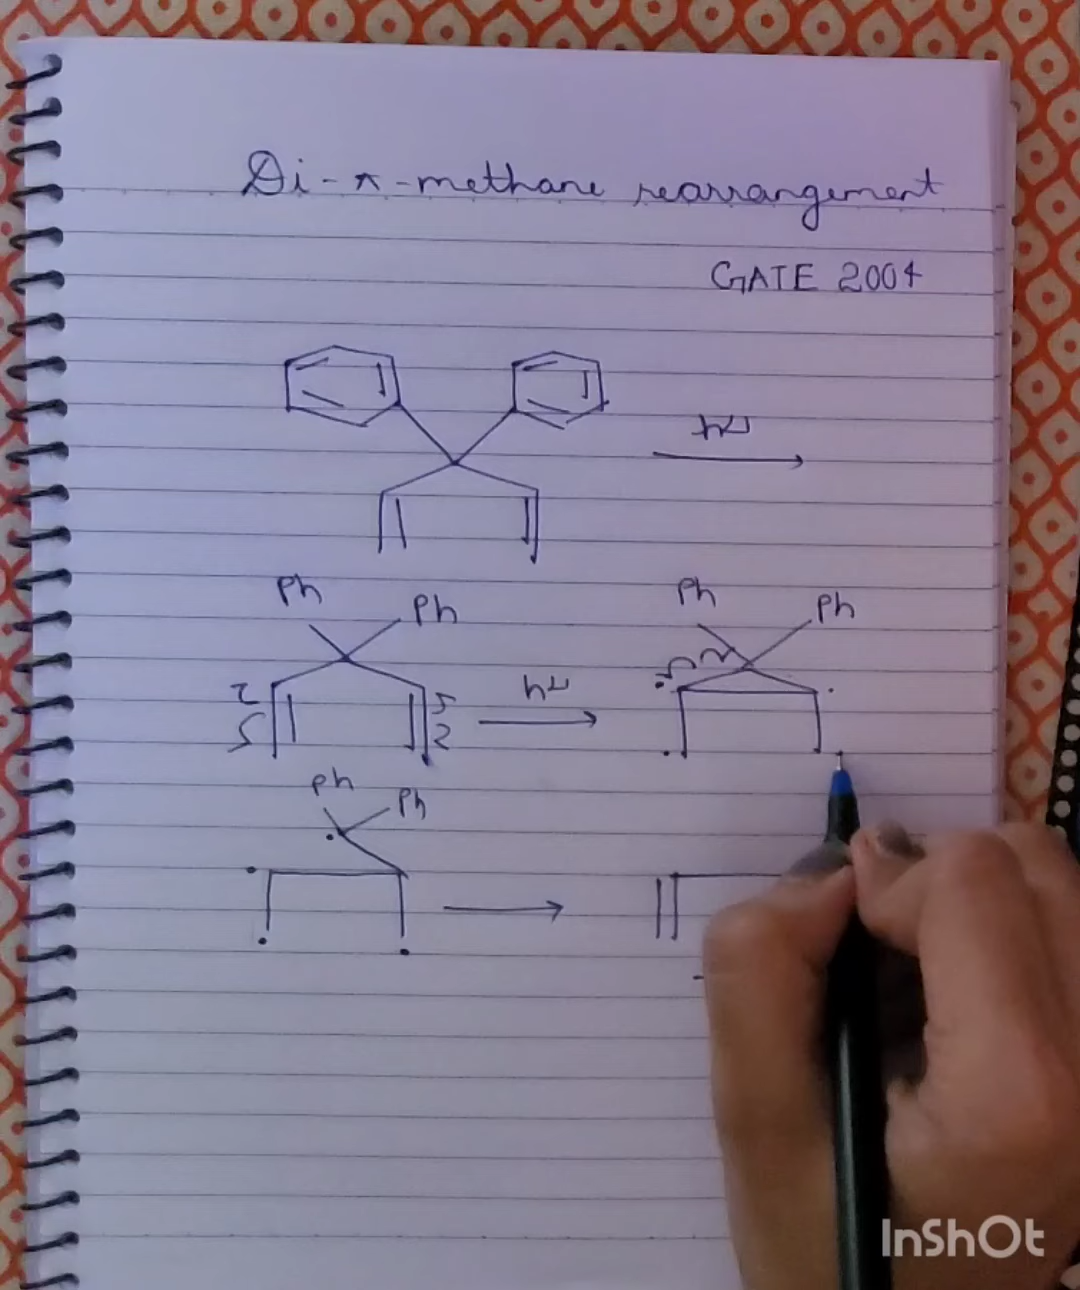 Di-π-methane rearrangement
GATE 2004
hν
Ph Ph
hν
Ph Ph
Ph Ph
InShOt